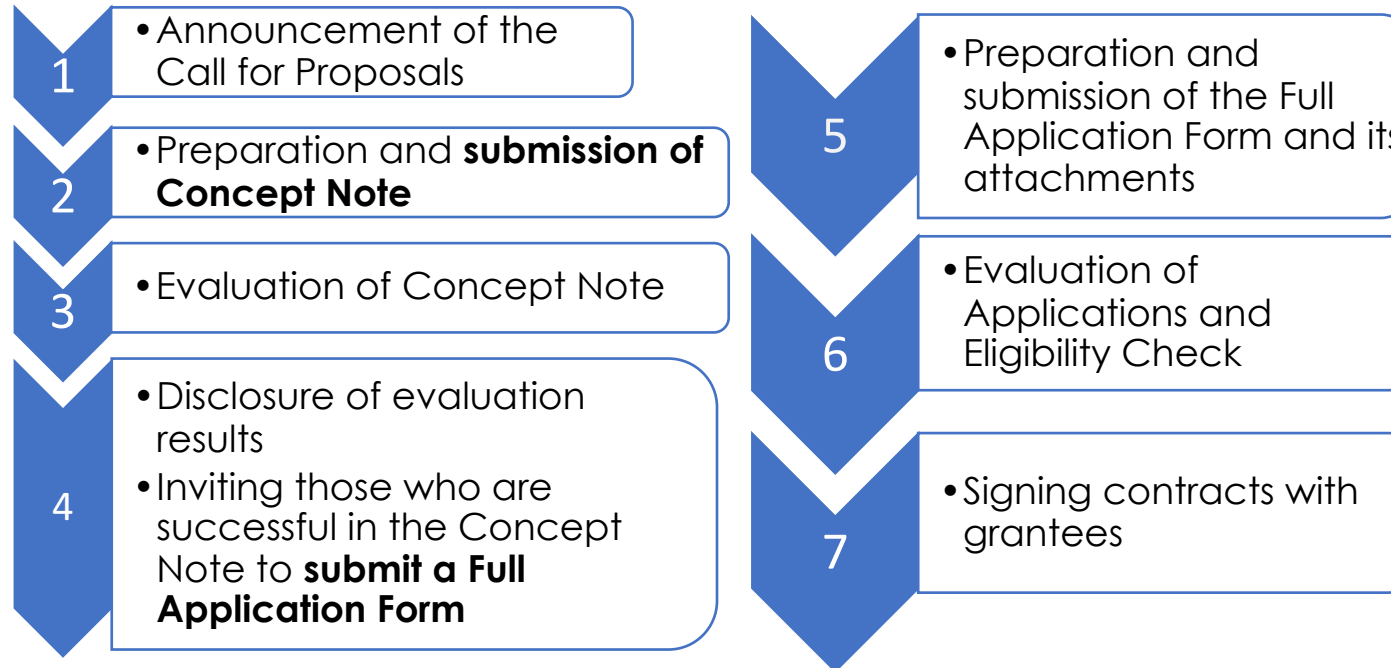 1
•Announcement of the
Call for Proposals
2
•Preparation and submission of
Concept Note
3
•Evaluation of Concept Note
4
•Disclosure of evaluation
results
•Inviting those who are
successful in the Concept
Note to submit a Full
Application Form
5
•Preparation and
submission of the Full
Application Form and its
attachments
6
•Evaluation of
Applications and
Eligibility Check
7
•Signing contracts with
grantees